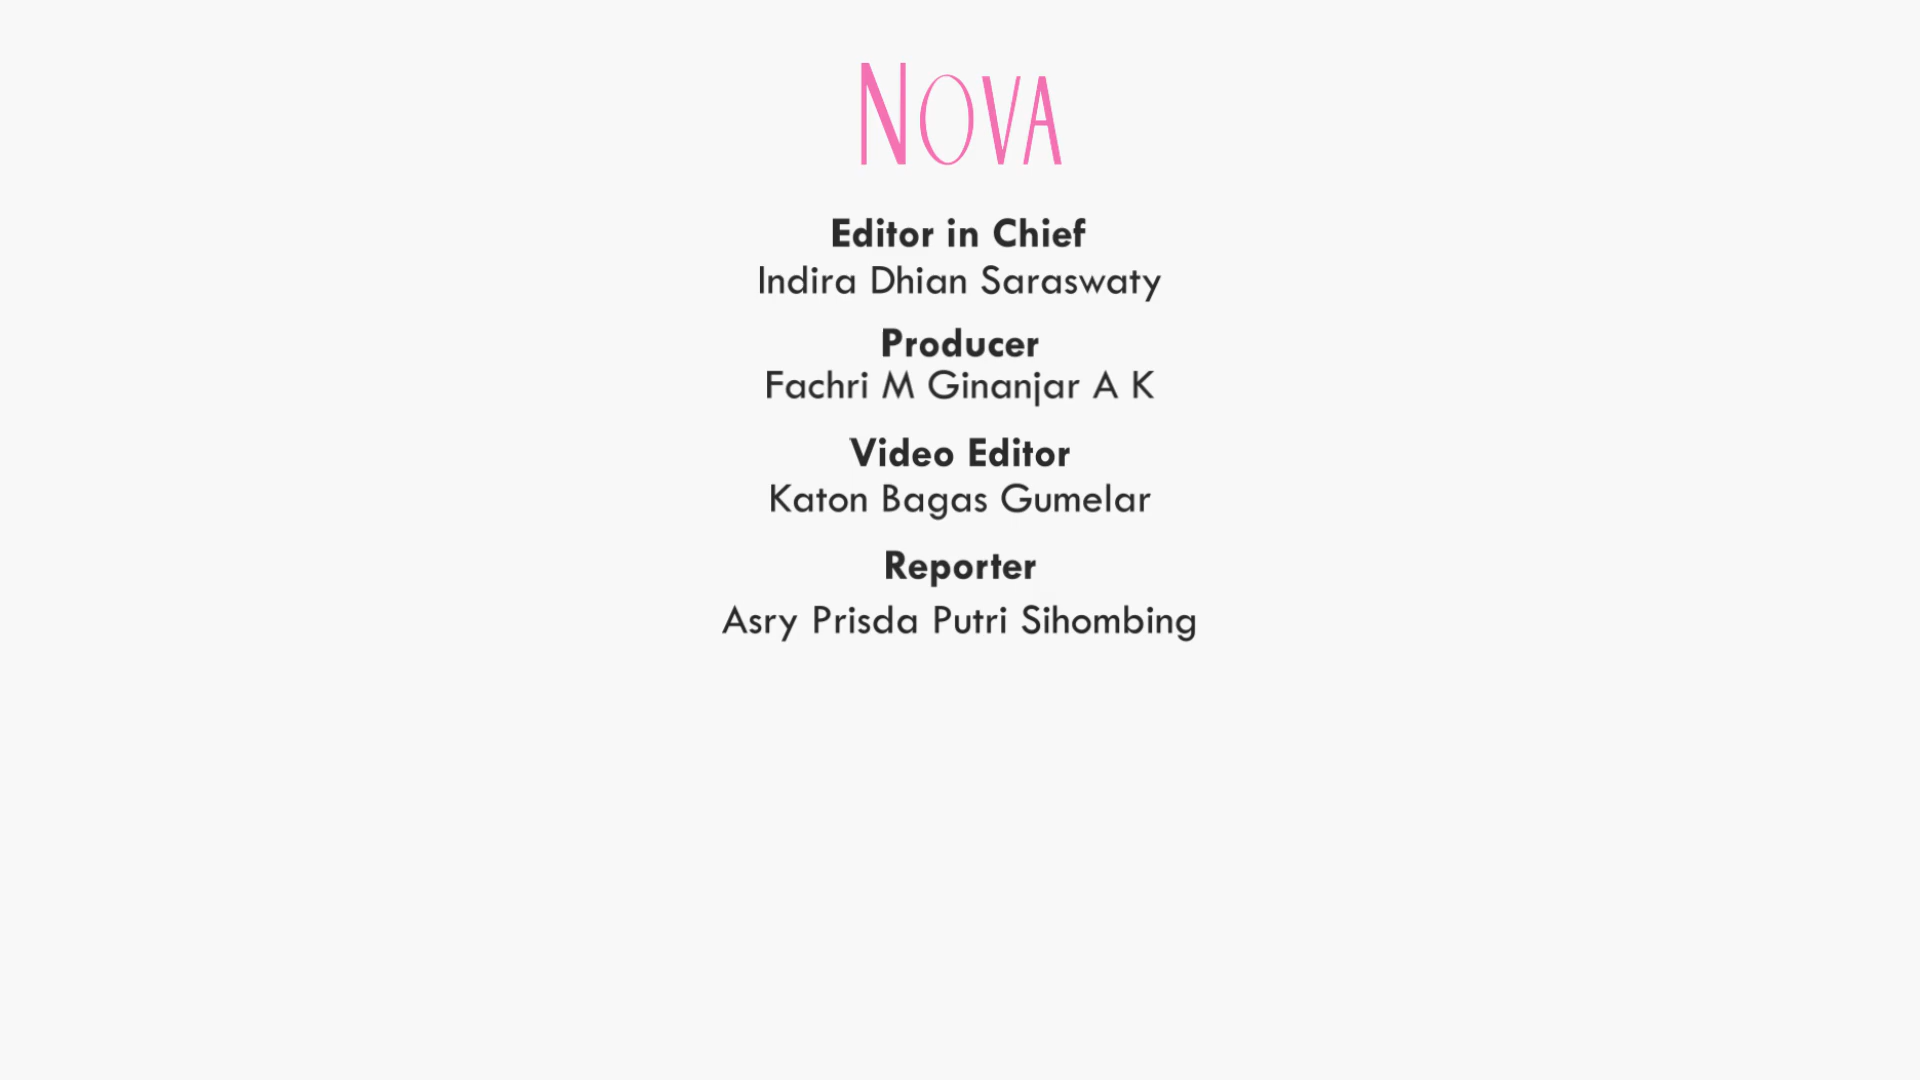 NOVA
Editor in Chief
Indira Dhian Saraswaty
Producer
Fachri M Ginanjar A K
Video Editor
Katon Bagas Gumelar
Reporter
Asry Prisda Putri Sihombing